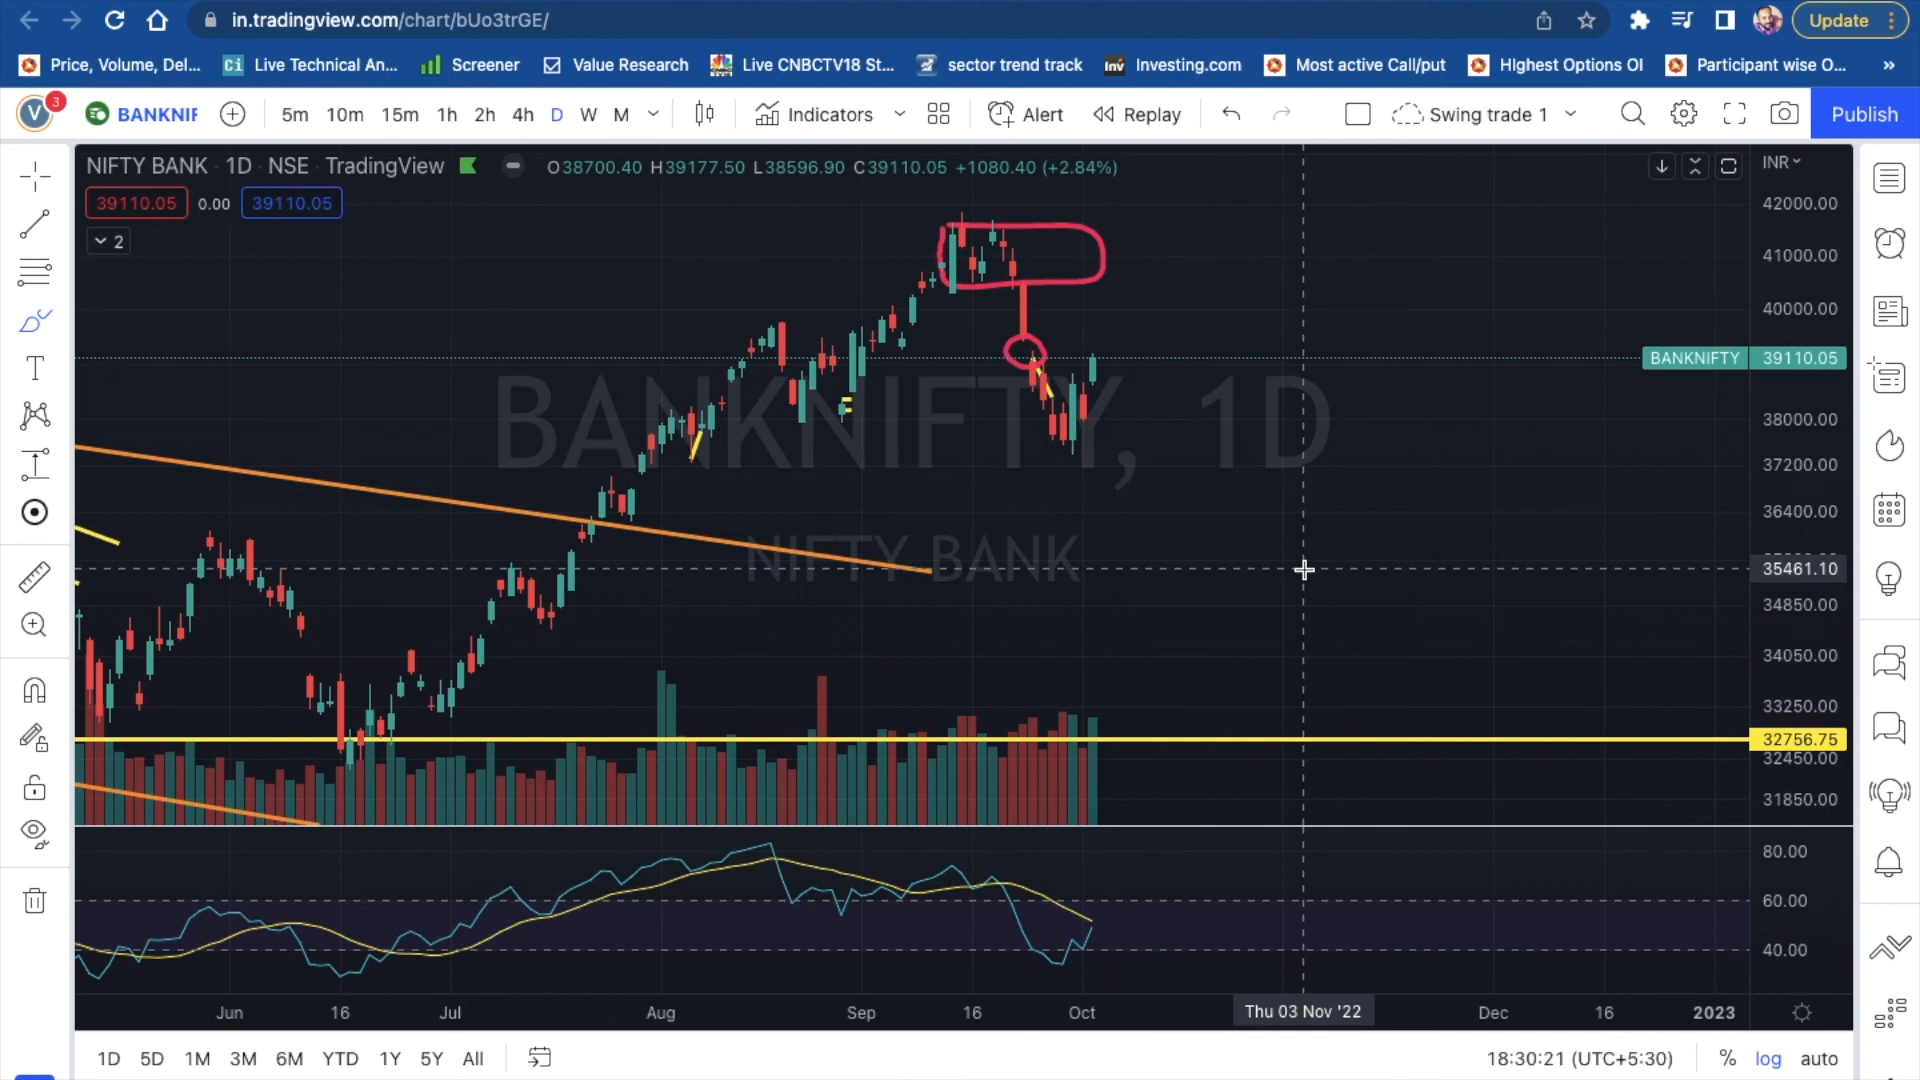 in.tradingview.com/chart/bUo3trGE/
Update
Price, Volume, Del...
Live Technical An...
Screener
Value Research
Live CNBCTV18 St...
sector trend track
Investing.com
Most active Call/put
HIghest Options OI
Participant wise O...
»
V
3
BANKNIF
5m
10m
15m
1h
2h
4h
D
W
M
Indicators
Alert
Replay
Swing trade 1
Publish
NIFTY BANK · 1D · NSE · TradingView
O38700.40 H39177.50 L38596.90 C39110.05 +1080.40 (+2.84%)
INR
39110.05
0.00
39110.05
2
42000.00
41000.00
40000.00
BANKNIFTY 39110.05
38000.00
37200.00
36400.00
35461.10
34850.00
34050.00
33250.00
32756.75
32450.00
31850.00
BANKNIFTY, 1D
NIFTY BANK
80.00
60.00
40.00
Jun
16
Jul
Aug
Sep
16
Oct
Thu 03 Nov '22
Dec
16
2023
1D
5D
1M
3M
6M
YTD
1Y
5Y
All
18:30:21 (UTC+5:30)
%
log
auto